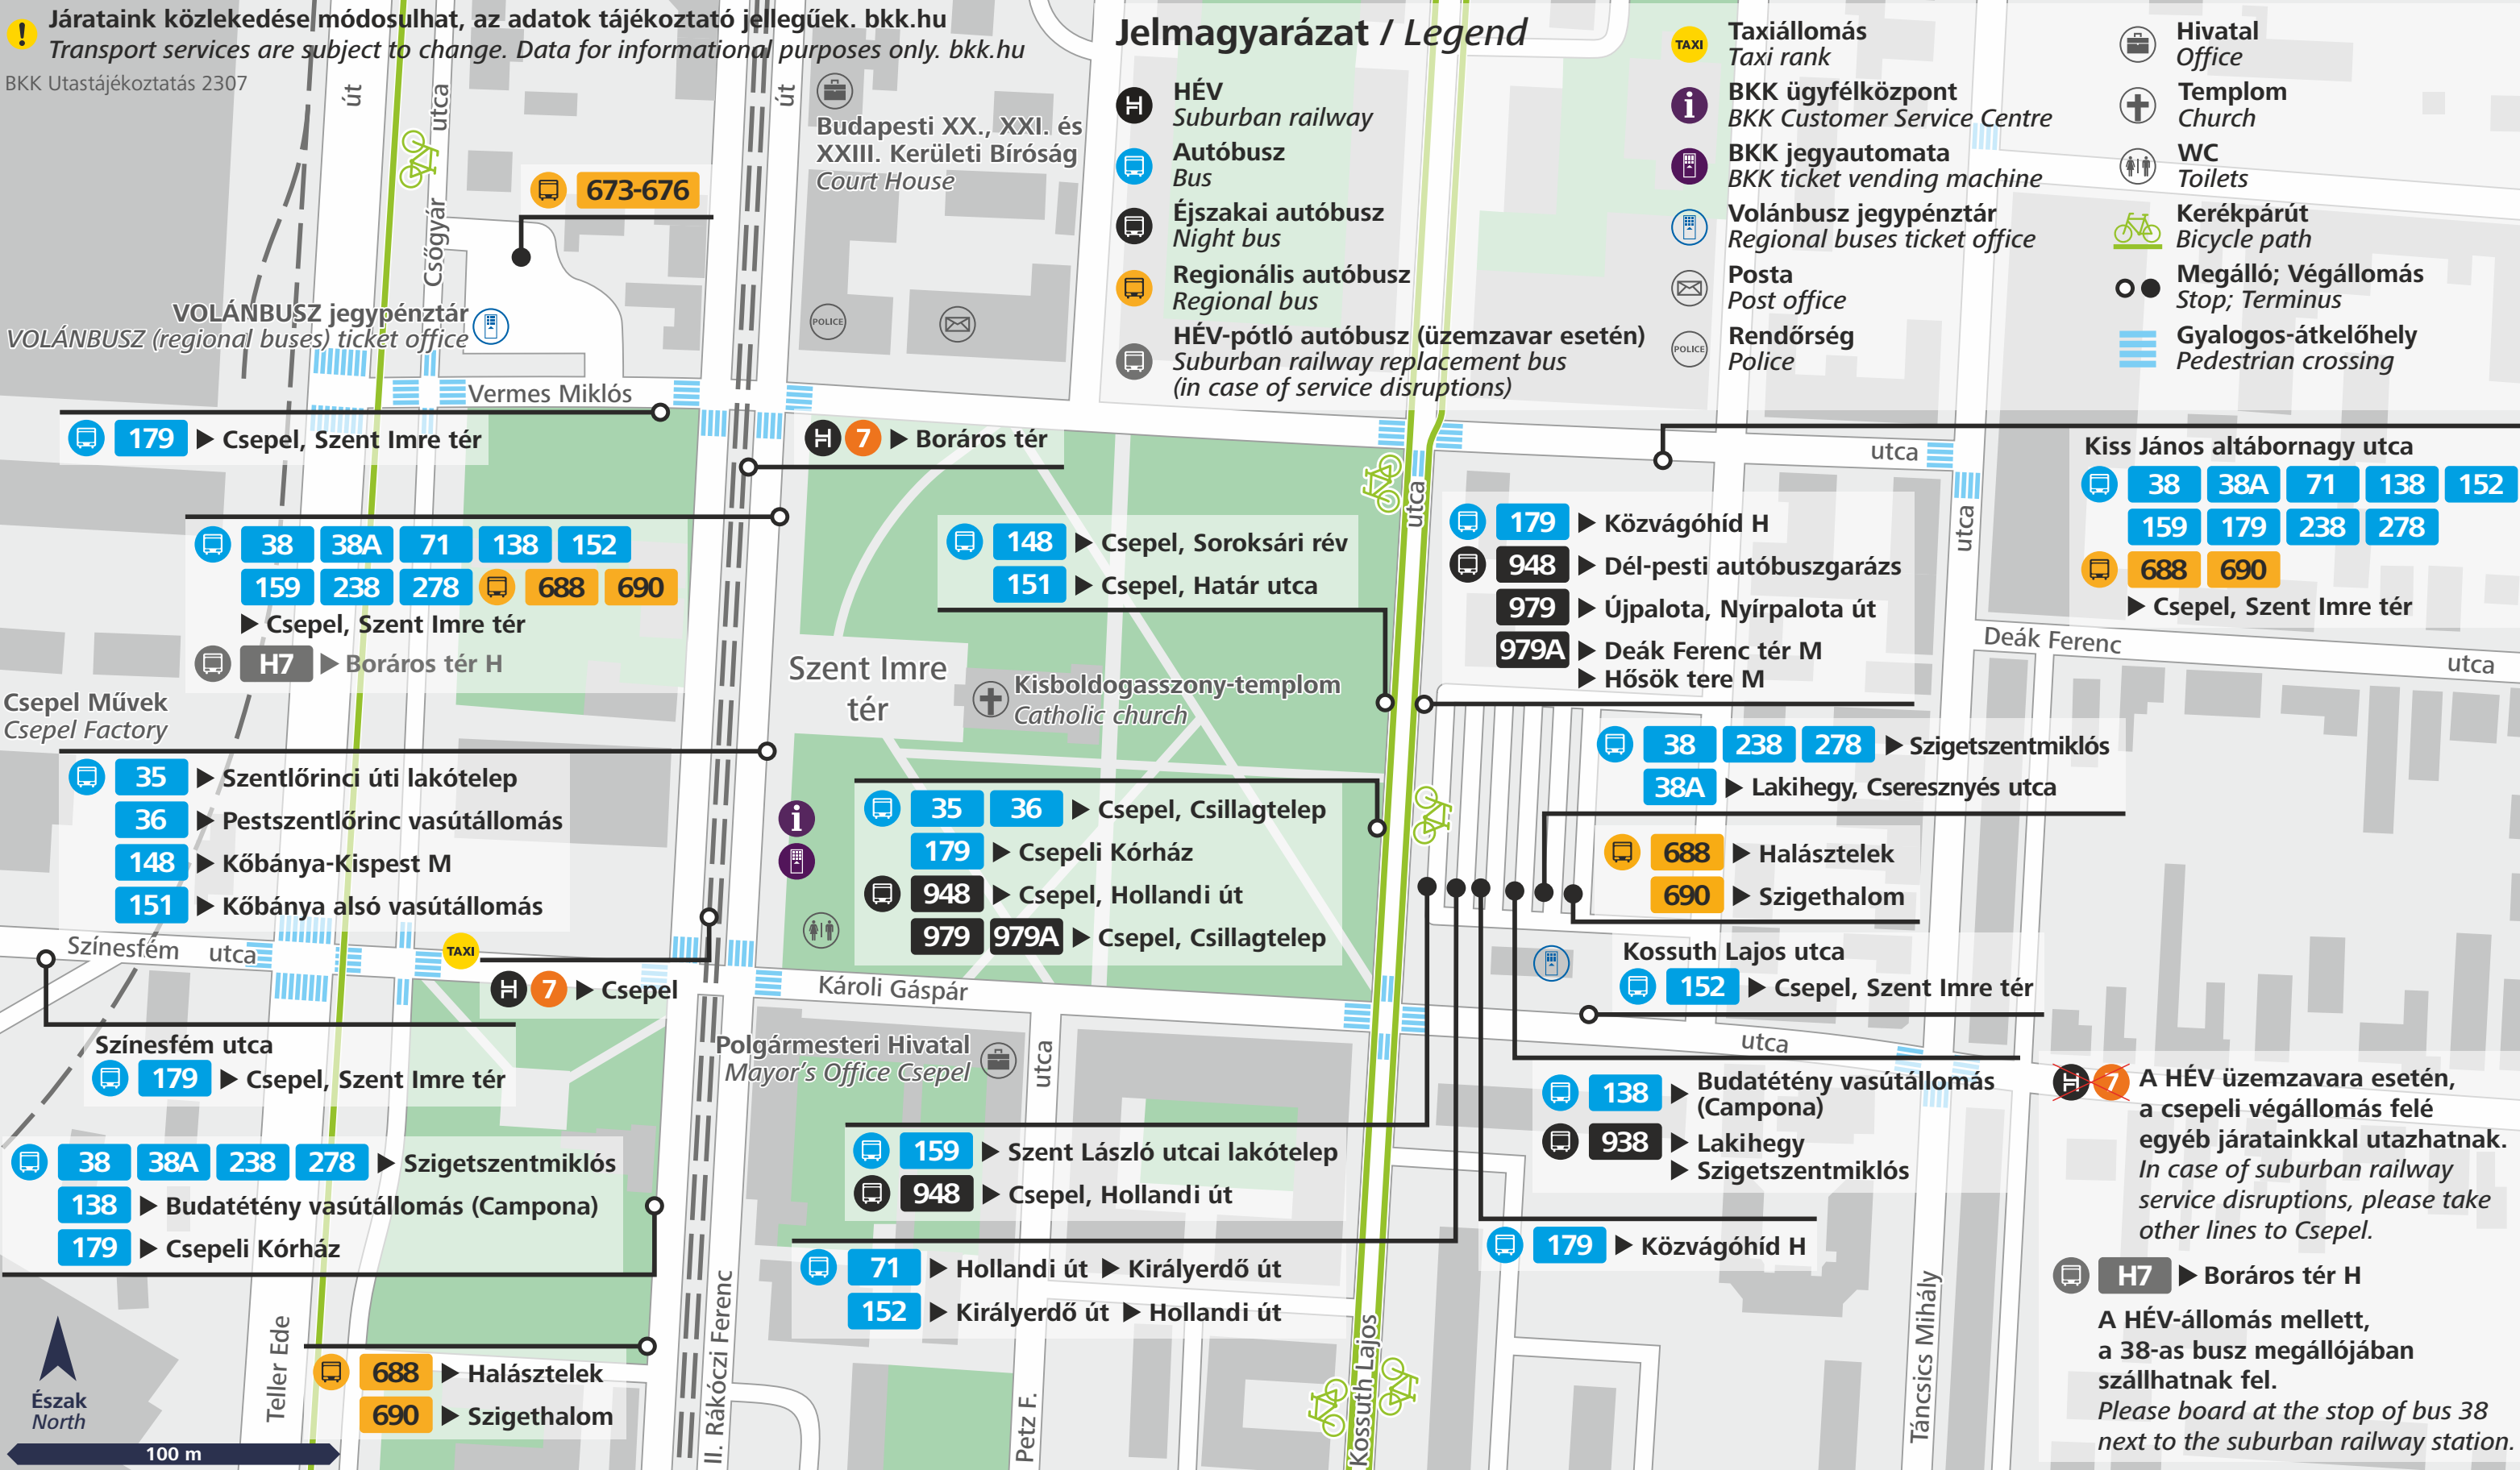 ! Járataink közlekedése módosulhat, az adatok tájékoztató jellegűek. bkk.hu
Transport services are subject to change. Data for informational purposes only. bkk.hu
BKK Utastájékoztatás 2307
Jelmagyarázat / Legend
H HÉV
Suburban railway
Autóbusz
Bus
Éjszakai autóbusz
Night bus
Regionális autóbusz
Regional bus
HÉV-pótló autóbusz (üzemzavar esetén)
Suburban railway replacement bus
(in case of service disruptions)
TAXI Taxiállomás
Taxi rank
i BKK ügyfélközpont
BKK Customer Service Centre
BKK jegyautomata
BKK ticket vending machine
Volánbusz jegypénztár
Regional buses ticket office
Posta
Post office
POLICE Rendőrség
Police
Hivatal
Office
Templom
Church
WC
Toilets
Kerékpárút
Bicycle path
Megálló; Végállomás
Stop; Terminus
Gyalogos-átkelőhely
Pedestrian crossing
út
Csőgyár utca
út
Budapesti XX., XXI. és
XXIII. Kerületi Bíróság
Court House
673-676
VOLÁNBUSZ jegypénztár
VOLÁNBUSZ (regional buses) ticket office
POLICE
Vermes Miklós
utca
179 Csepel, Szent Imre tér
H 7 Boráros tér
38 38A 71 138 152
159 238 278 688 690
Csepel, Szent Imre tér
H7 Boráros tér H
148 Csepel, Soroksári rév
151 Csepel, Határ utca
utca
179 Közvágóhíd H
948 Dél-pesti autóbuszgarázs
979 Újpalota, Nyírpalota út
979A Deák Ferenc tér M
Hősök tere M
utca
Kiss János altábornagy utca
38 38A 71 138 152
159 179 238 278
688 690
Csepel, Szent Imre tér
Deák Ferenc utca
Csepel Művek
Csepel Factory
Szent Imre
tér
Kisboldogasszony-templom
Catholic church
35 Szentlőrinci úti lakótelep
36 Pestszentlőrinc vasútállomás
148 Kőbánya-Kispest M
151 Kőbánya alsó vasútállomás
i
35 36 Csepel, Csillagtelep
179 Csepeli Kórház
948 Csepel, Hollandi út
979 979A Csepel, Csillagtelep
38 238 278 Szigetszentmiklós
38A Lakihegy, Cseresznyés utca
688 Halásztelek
690 Szigethalom
Kossuth Lajos utca
152 Csepel, Szent Imre tér
Színesfém utca
TAXI
H 7 Csepel
Károli Gáspár
utca
Színesfém utca
179 Csepel, Szent Imre tér
Polgármesteri Hivatal
Mayor's Office Csepel
utca
138 Budatétény vasútállomás
(Campona)
938 Lakihegy
Szigetszentmiklós
159 Szent László utcai lakótelep
948 Csepel, Hollandi út
38 38A 238 278 Szigetszentmiklós
138 Budatétény vasútállomás (Campona)
179 Csepeli Kórház
71 Hollandi út Királyerdő út
152 Királyerdő út Hollandi út
179 Közvágóhíd H
H 7 A HÉV üzemzavara esetén,
a csepeli végállomás felé
egyéb járatainkkal utazhatnak.
In case of suburban railway
service disruptions, please take
other lines to Csepel.
H7 Boráros tér H
A HÉV-állomás mellett,
a 38-as busz megállójában
szállhatnak fel.
Please board at the stop of bus 38
next to the suburban railway station.
688 Halásztelek
690 Szigethalom
Teller Ede
II. Rákóczi Ferenc
Petz F.
Kossuth Lajos
Táncsics Mihály
Észak
North
100 m